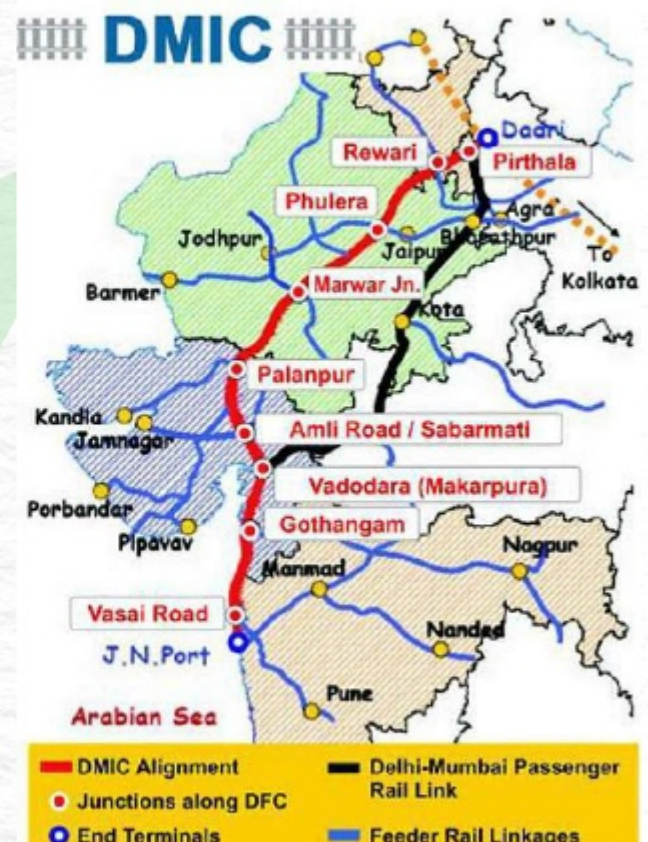 DMIC
Dadri
Rewari
Pirthala
Phulera
Agra
Jodhpur
Jaipur
Bharathpur
To
Kolkata
Barmer
Marwar Jn.
Kota
Palanpur
Kandla
Jamnagar
Amli Road / Sabarmati
Vadodara (Makarpura)
Porbandar
Pipavav
Gothangam
Nagpur
Manmad
Vasai Road
Nanded
J.N.Port
Pune
Arabian Sea
DMIC Alignment
Delhi-Mumbai Passenger
Rail Link
Junctions along DFC
End Terminals
Feeder Rail Linkages